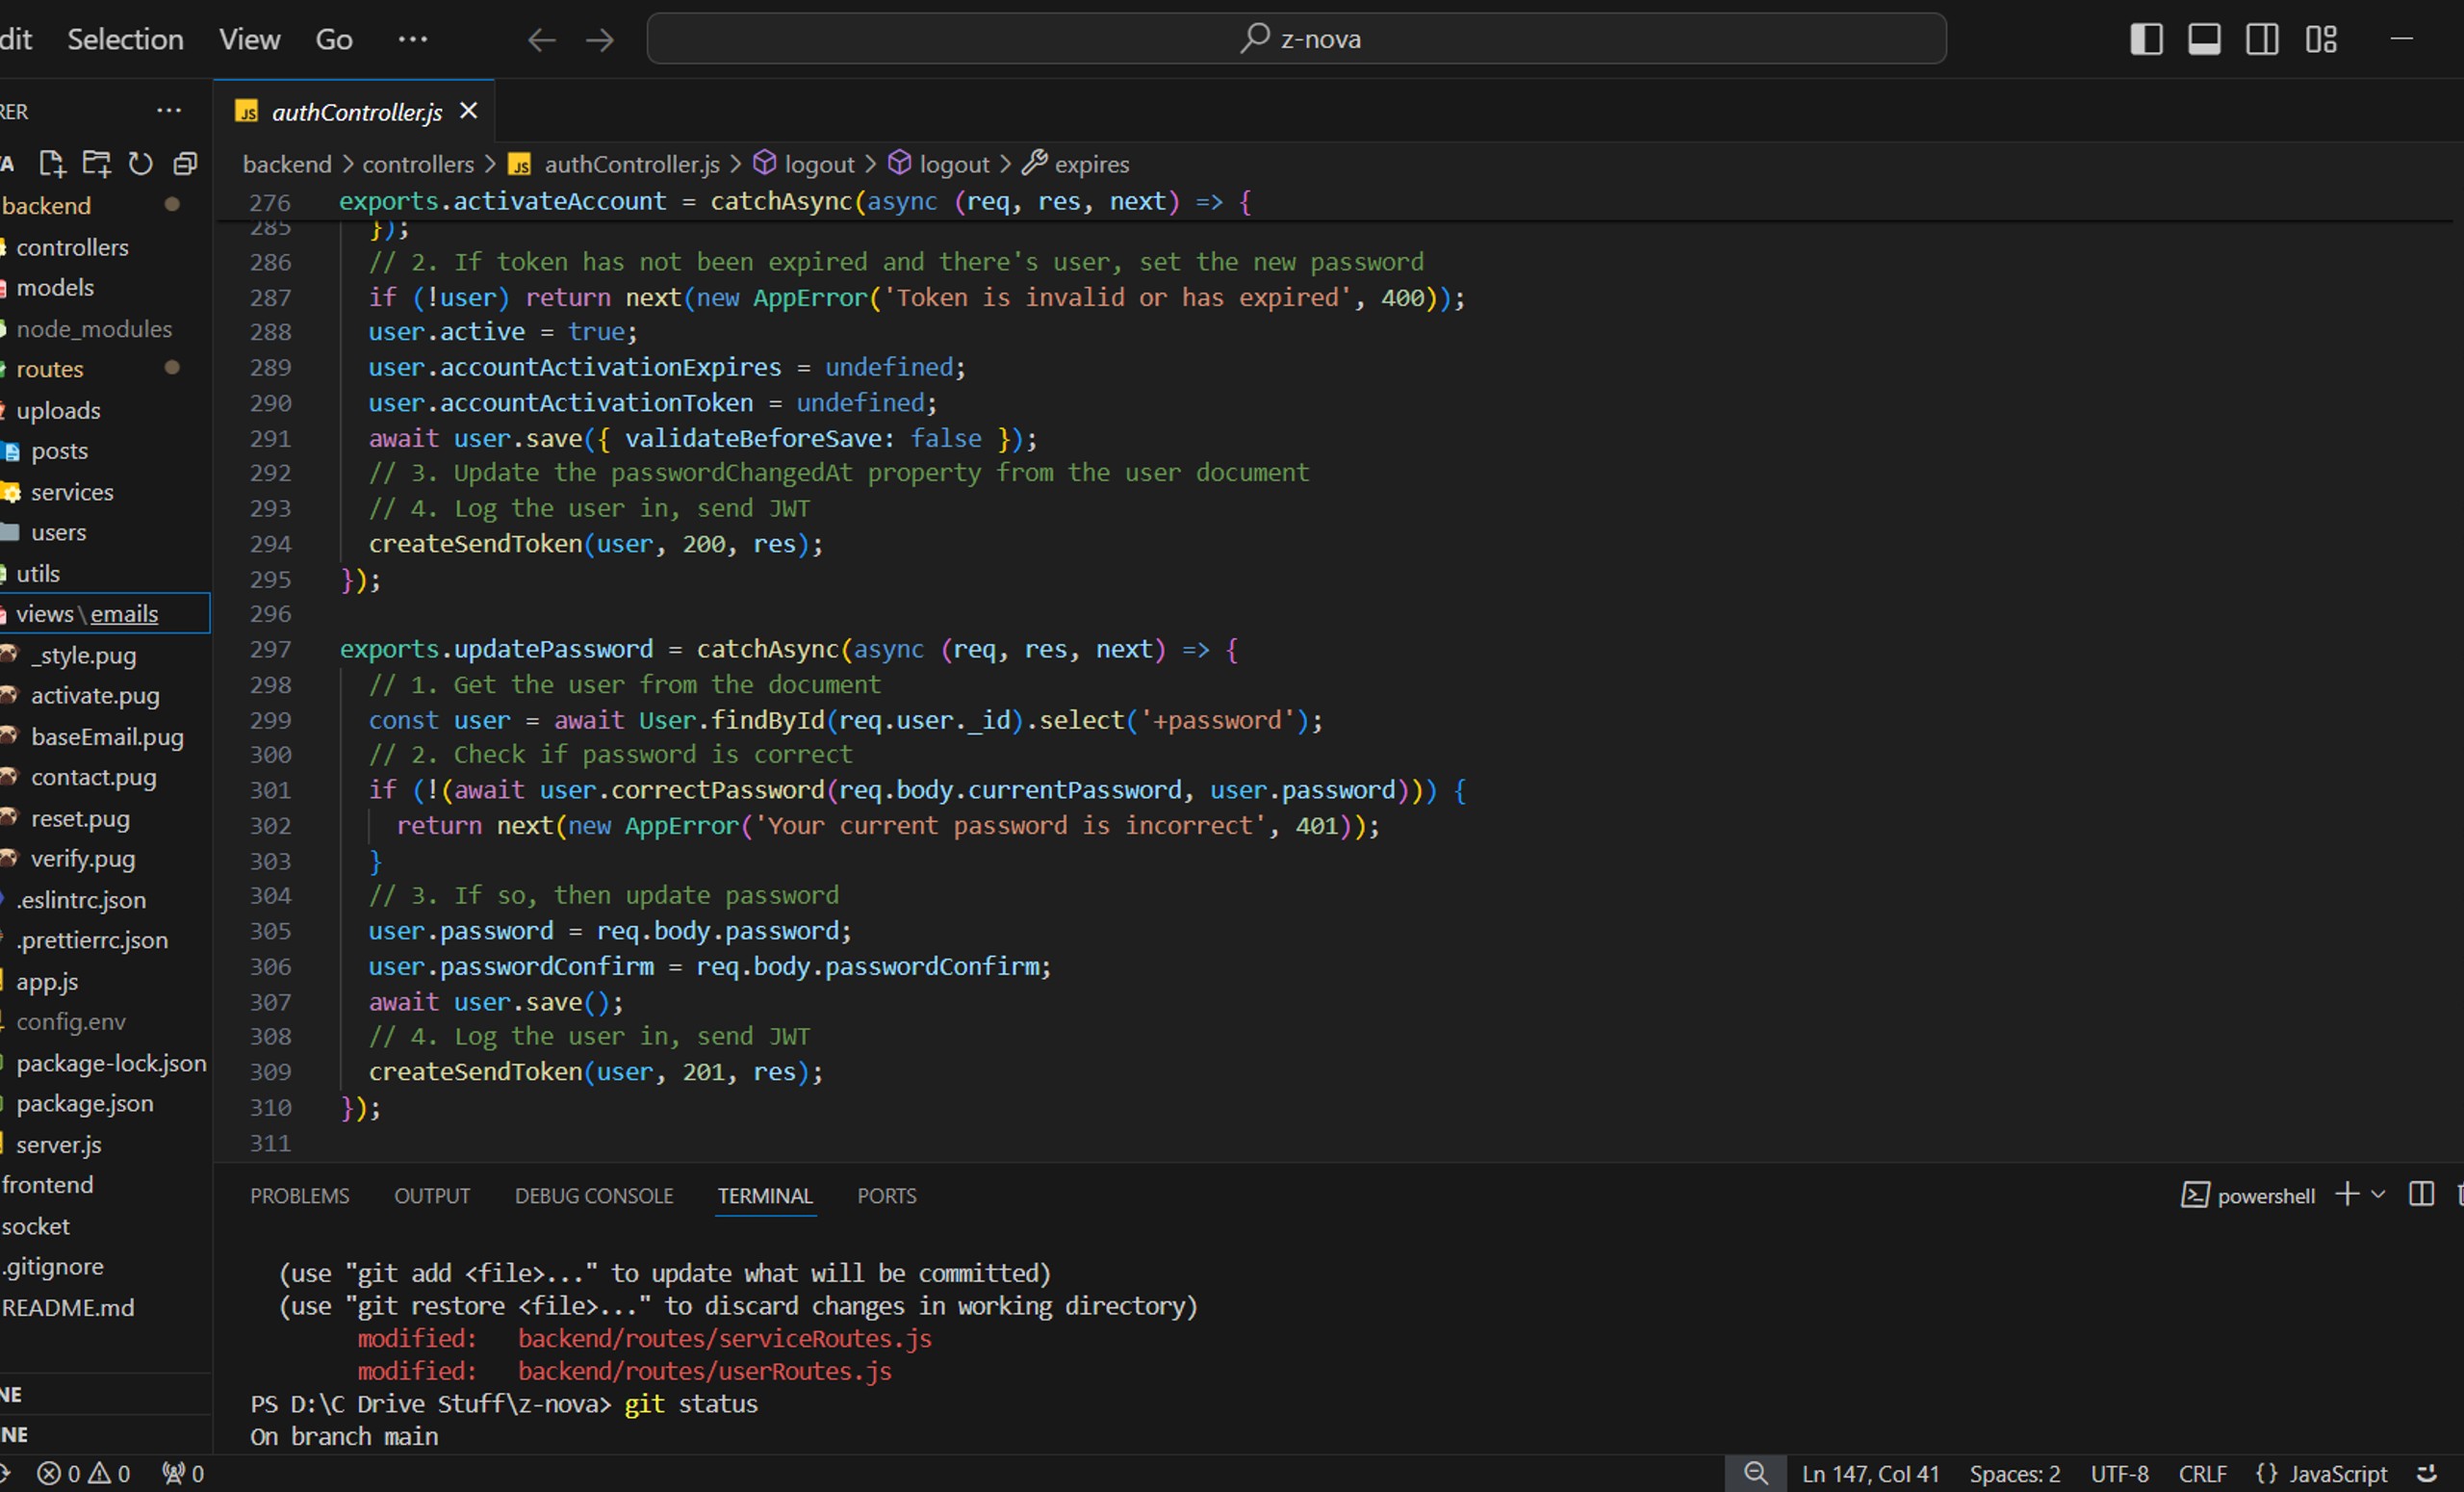 dit Selection View Go ... z-nova
RER ...
authController.js
VA
backend > controllers > JS authController.js > logout > logout > expires
backend
controllers
models
node_modules
routes
uploads
posts
services
users
utils
views\emails
_style.pug
activate.pug
baseEmail.pug
contact.pug
reset.pug
verify.pug
.eslintrc.json
.prettierrc.json
app.js
config.env
package-lock.json
package.json
server.js
frontend
socket
.gitignore
README.md
NE
NE
276 exports.activateAccount = catchAsync(async (req, res, next) => {
285 });
286 // 2. If token has not been expired and there's user, set the new password
287 if (!user) return next(new AppError('Token is invalid or has expired', 400));
288 user.active = true;
289 user.accountActivationExpires = undefined;
290 user.accountActivationToken = undefined;
291 await user.save({ validateBeforeSave: false });
292 // 3. Update the passwordChangedAt property from the user document
293 // 4. Log the user in, send JWT
294 createSendToken(user, 200, res);
295 });
296
297 exports.updatePassword = catchAsync(async (req, res, next) => {
298 // 1. Get the user from the document
299 const user = await User.findById(req.user._id).select('+password');
300 // 2. Check if password is correct
301 if (!(await user.correctPassword(req.body.currentPassword, user.password))) {
302 return next(new AppError('Your current password is incorrect', 401));
303 }
304 // 3. If so, then update password
305 user.password = req.body.password;
306 user.passwordConfirm = req.body.passwordConfirm;
307 await user.save();
308 // 4. Log the user in, send JWT
309 createSendToken(user, 201, res);
310 });
311
PROBLEMS OUTPUT DEBUG CONSOLE TERMINAL PORTS powershell
(use "git add <file>..." to update what will be committed)
(use "git restore <file>..." to discard changes in working directory)
modified: backend/routes/serviceRoutes.js
modified: backend/routes/userRoutes.js
PS D:\C Drive Stuff\z-nova> git status
On branch main
0 0 0 Ln 147, Col 41 Spaces: 2 UTF-8 CRLF {} JavaScript